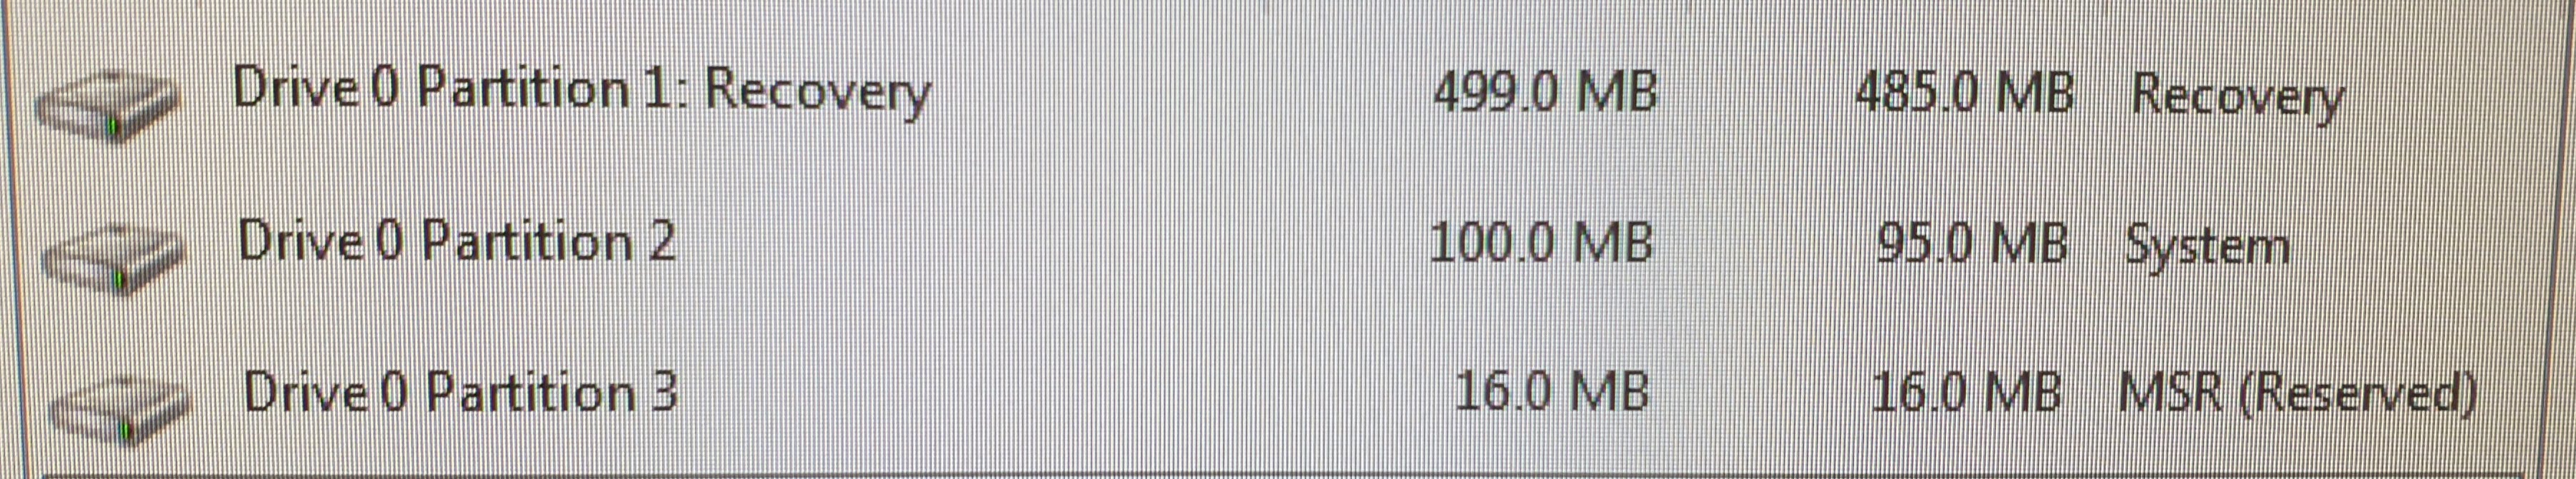 Drive 0 Partition 1: Recovery 499.0 MB 485.0 MB Recovery
Drive 0 Partition 2 100.0 MB 95.0 MB System
Drive 0 Partition 3 16.0 MB 16.0 MB MSR (Reserved)